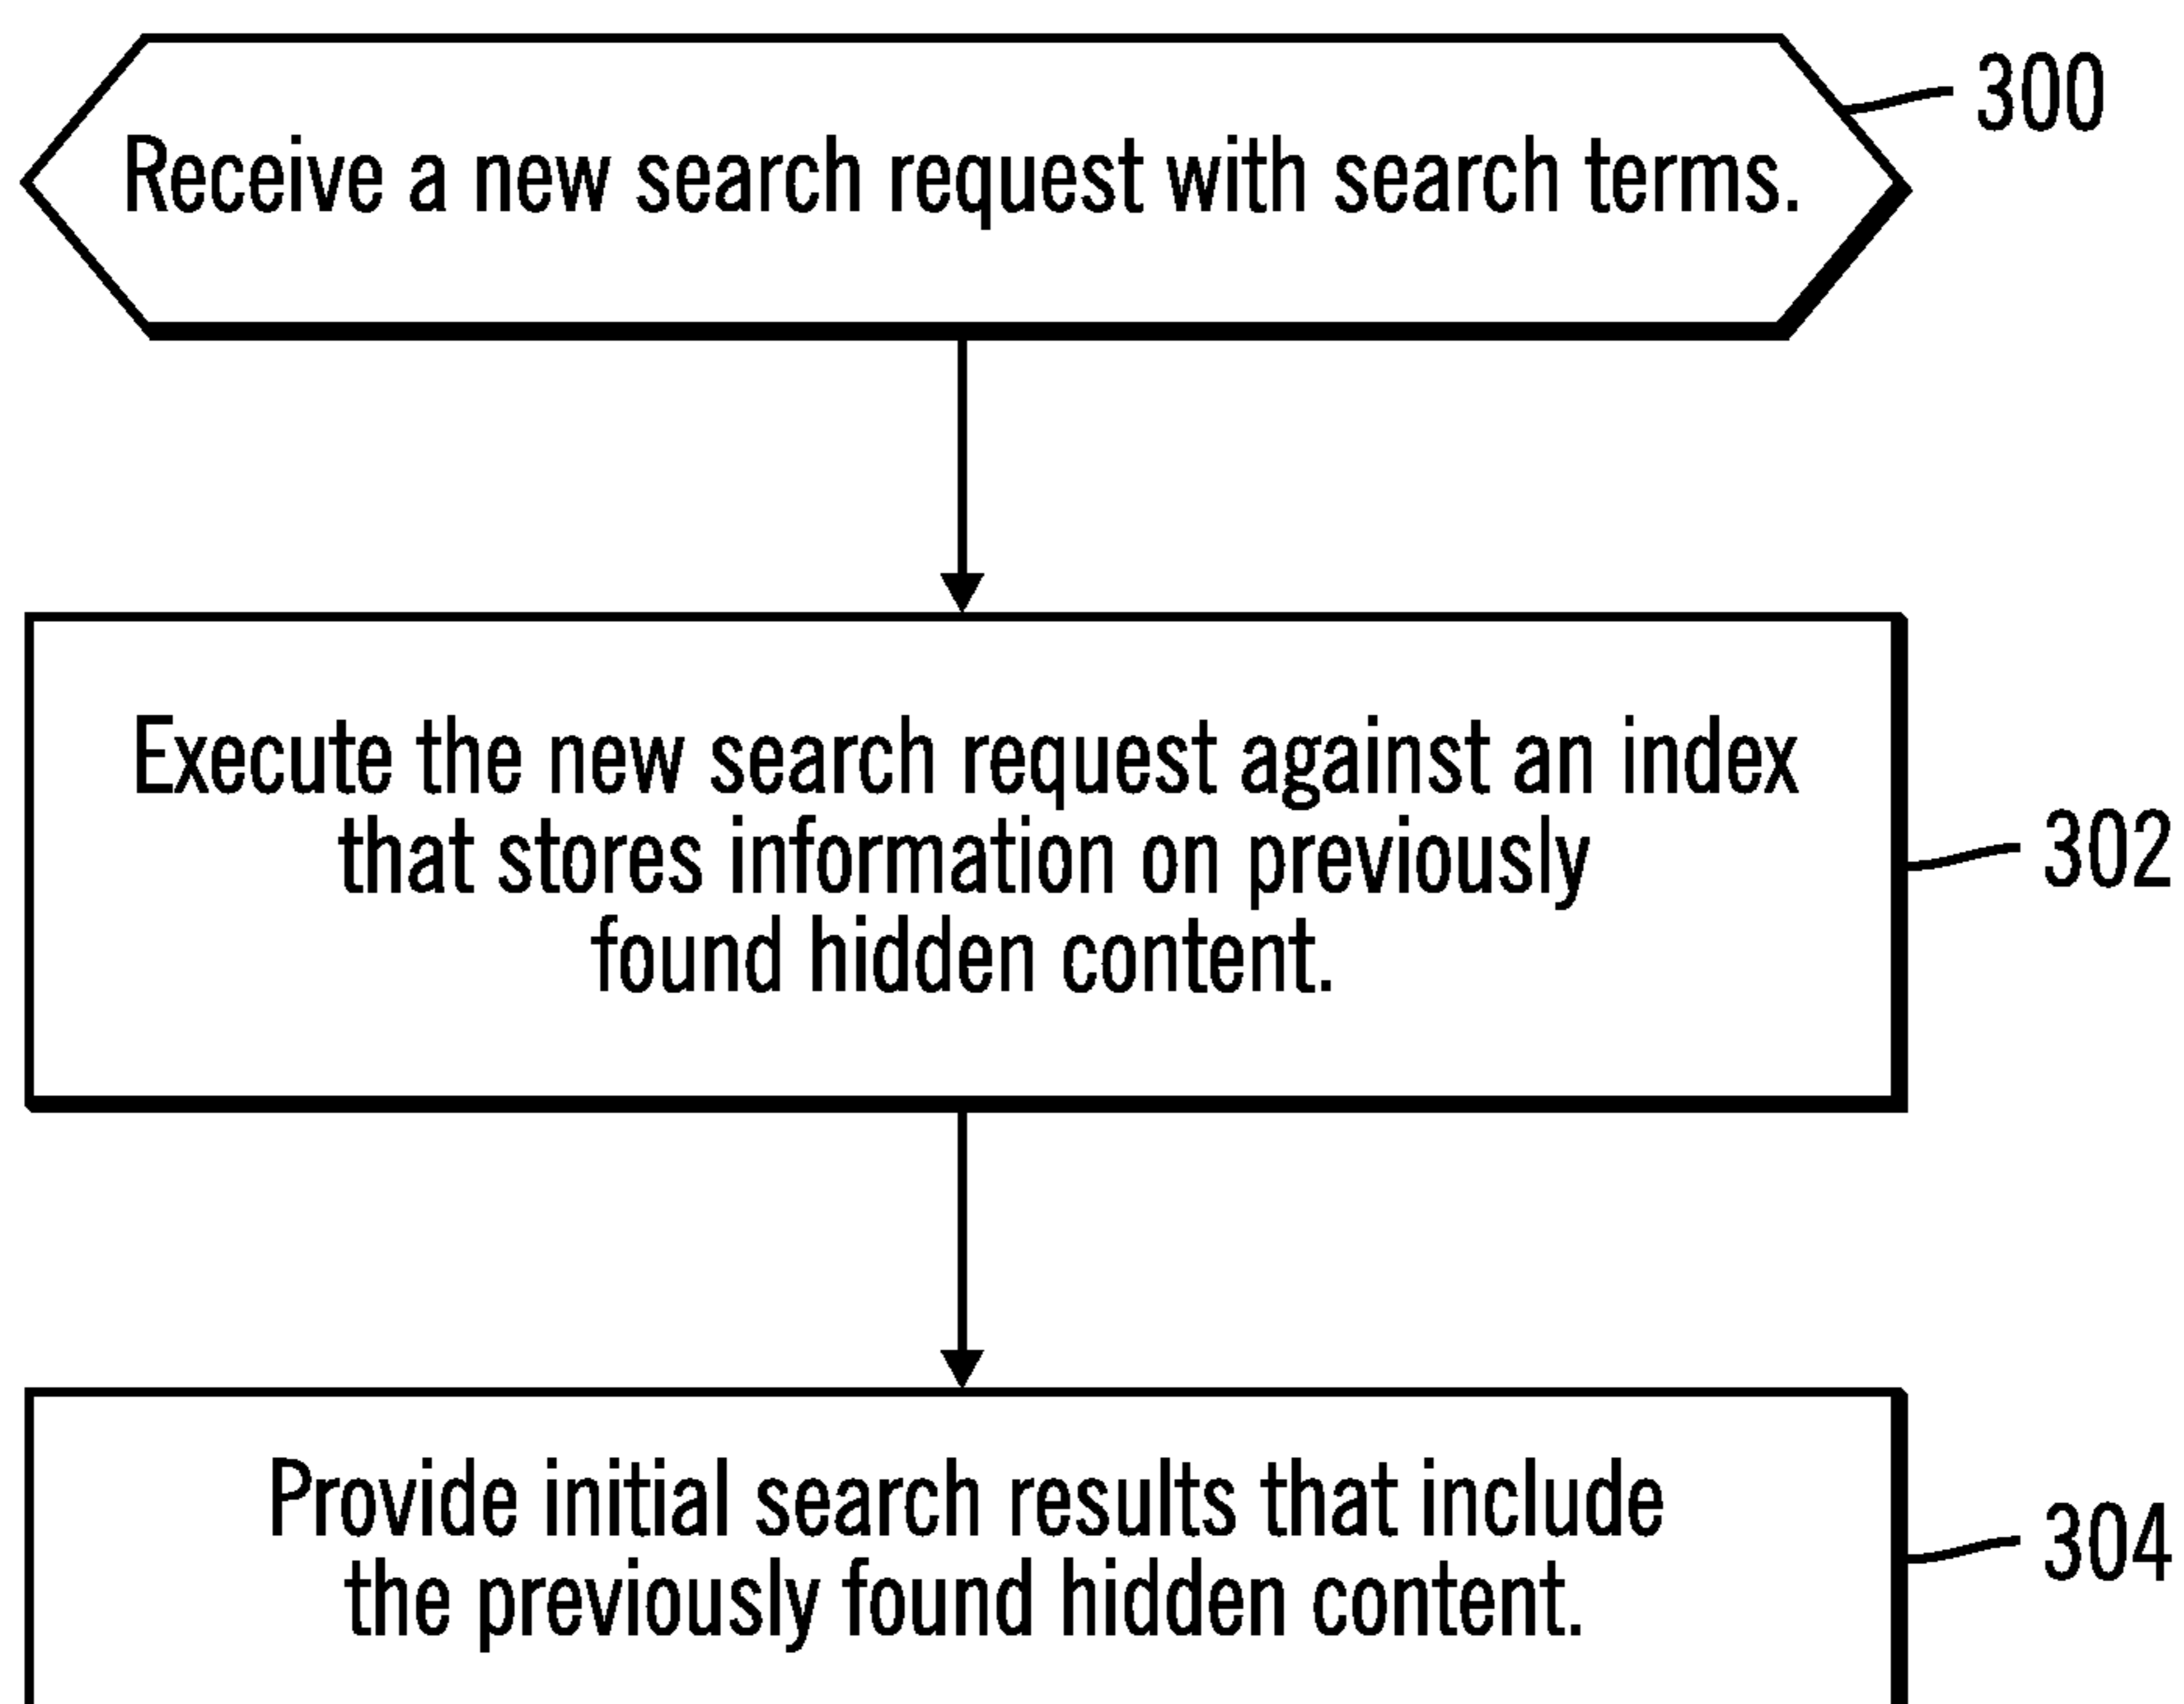 300
Receive a new search request with search terms.
Execute the new search request against an index
that stores information on previously
found hidden content.
302
Provide initial search results that include
the previously found hidden content.
304